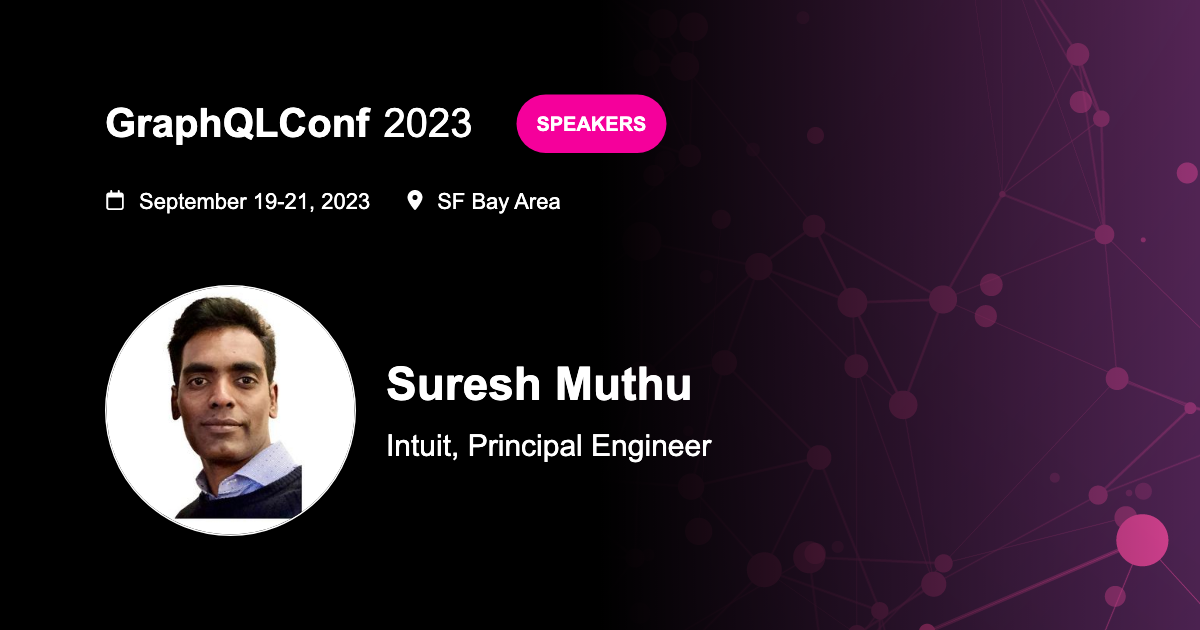 GraphQLConf 2023
SPEAKERS
September 19-21, 2023
SF Bay Area
Suresh Muthu
Intuit, Principal Engineer